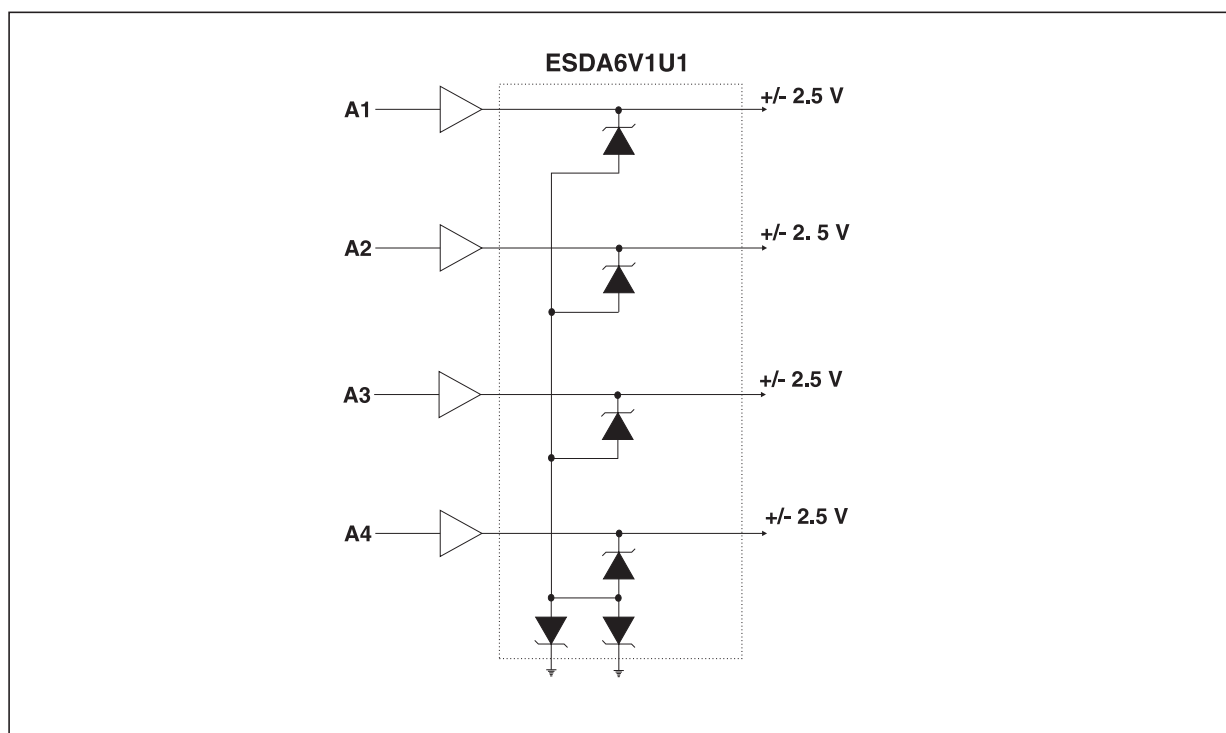 ESDA6V1U1
A1
+/- 2.5 V
A2
+/- 2. 5 V
A3
+/- 2.5 V
A4
+/- 2.5 V